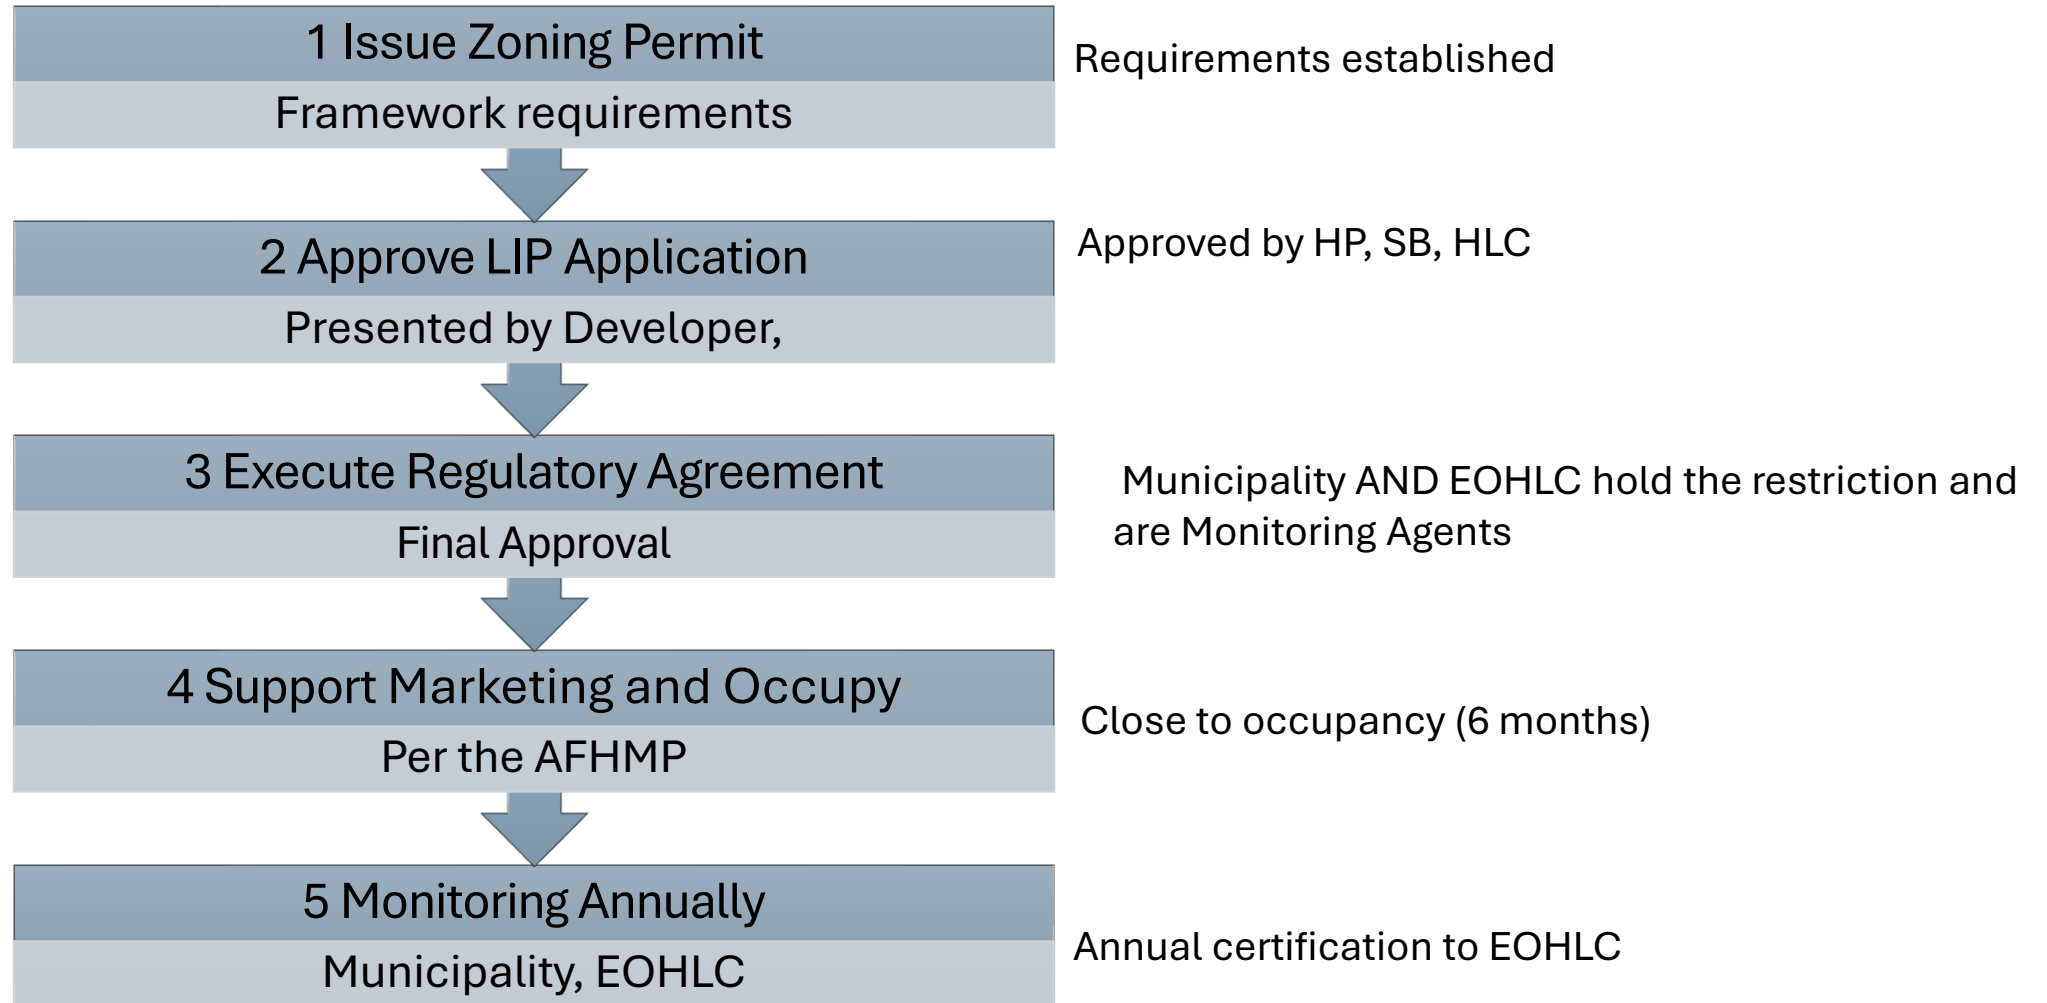 1 Issue Zoning Permit
Requirements established
Framework requirements
2 Approve LIP Application
Approved by HP, SB, HLC
Presented by Developer,
3 Execute Regulatory Agreement
Municipality AND EOHLC hold the restriction and
are Monitoring Agents
Final Approval
4 Support Marketing and Occupy
Close to occupancy (6 months)
Per the AFHMP
5 Monitoring Annually
Annual certification to EOHLC
Municipality, EOHLC